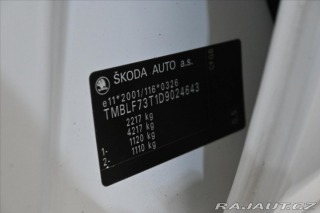 ŠKODA AUTO a.s.
e11*2001/116*0326
TMBLF73T1D9024643
2217 kg
4217 kg
1- 1120 kg
2- 1110 kg
RAJAUT.CZ